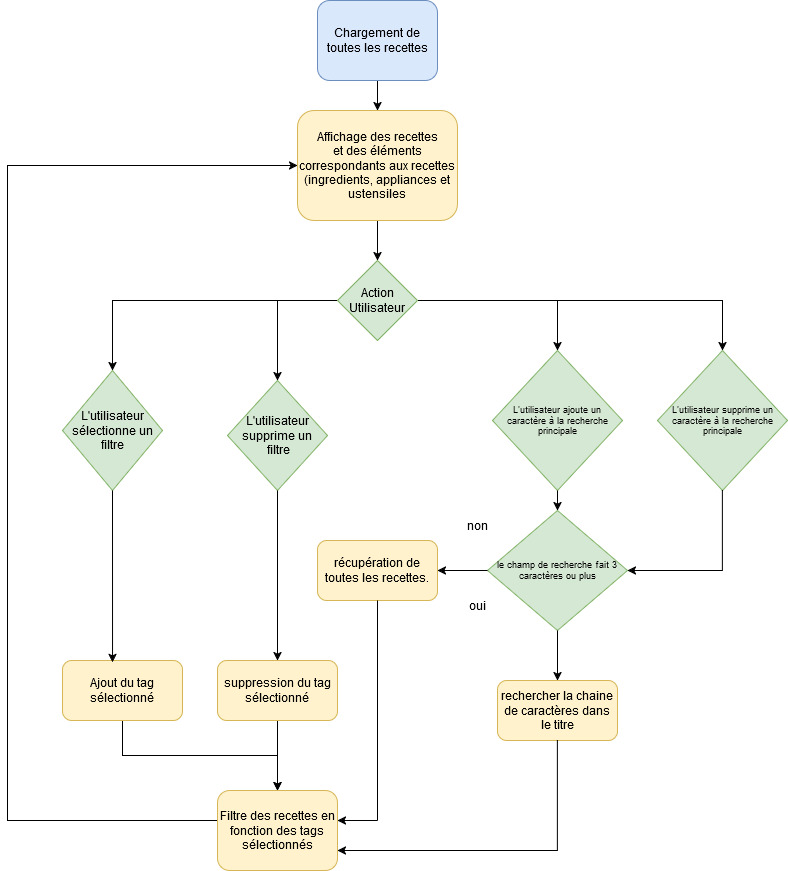 Chargement de
toutes les recettes
Affichage des recettes
et des éléments
correspondants aux recettes
(ingredients, appliances et
ustensiles
Action
Utilisateur
L'utilisateur
sélectionne un
filtre
L'utilisateur
supprime un
filtre
L'utilisateur ajoute un
caractère à la recherche
principale
L'utilisateur supprime un
caractère à la recherche
principale
non
récupération de
toutes les recettes.
le champ de recherche fait 3
caractères ou plus
oui
Ajout du tag
sélectionné
suppression du tag
sélectionné
rechercher la chaine
de caractères dans
le titre
Filtre des recettes en
fonction des tags
sélectionnés